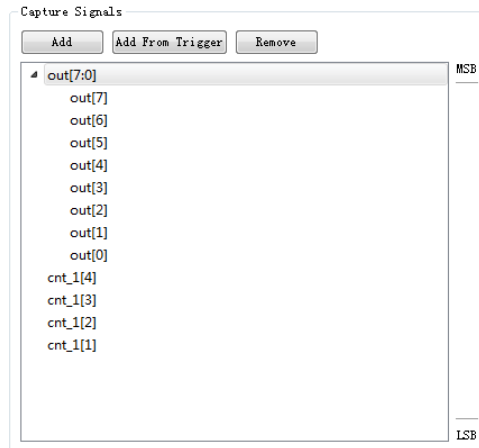 Capture Signals
Add Add From Trigger Remove
MSB
out[7:0]
out[7]
out[6]
out[5]
out[4]
out[3]
out[2]
out[1]
out[0]
cnt_1[4]
cnt_1[3]
cnt_1[2]
cnt_1[1]
LSB